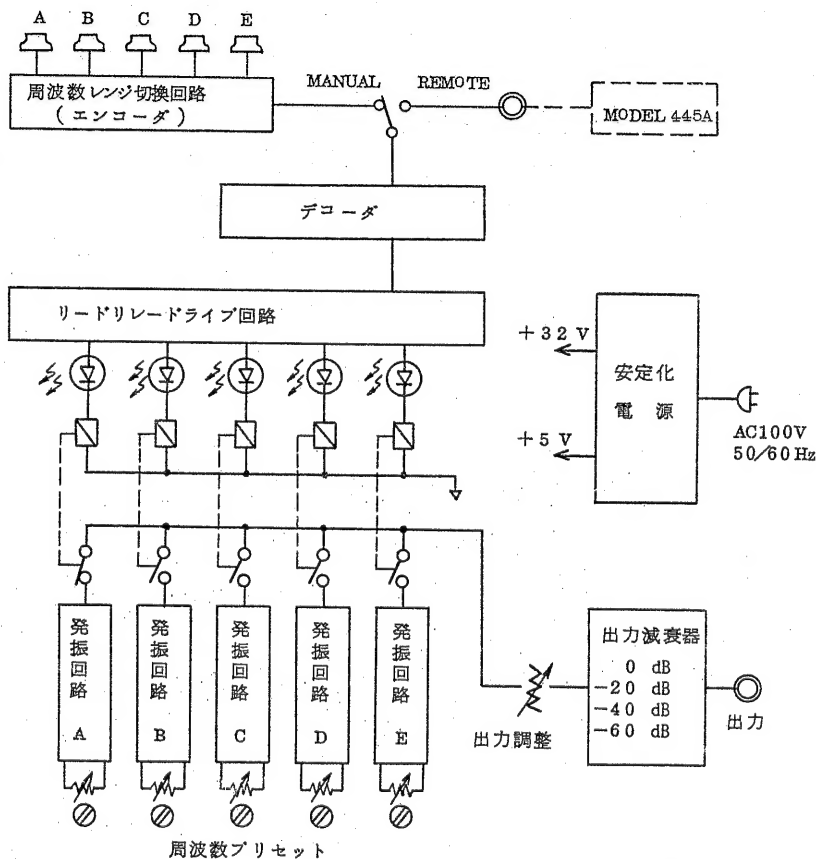 A B C D E
周波数レンジ切換回路
(エンコーダ)
MANUAL REMOTE
MODEL 445A
デコーダ
リードリレードライブ回路
+32 V
+5 V
安定化
電源
AC100V
50/60Hz
発振回路 A
発振回路 B
発振回路 C
発振回路 D
発振回路 E
出力調整
出力減衰器
0 dB
-20 dB
-40 dB
-60 dB
出力
周波数プリセット